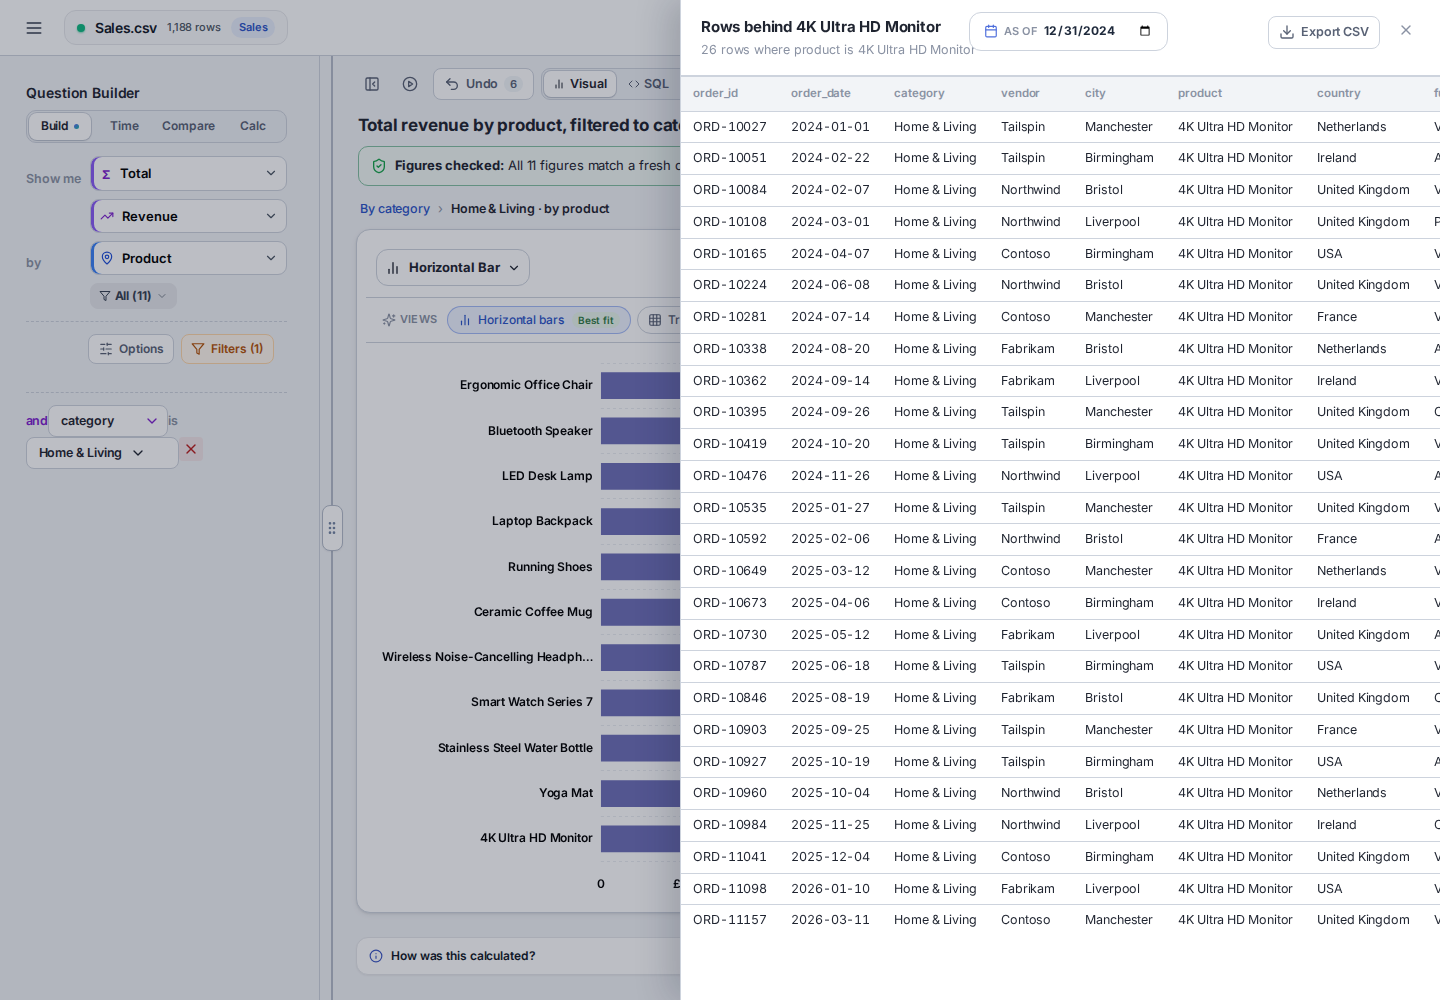 Sales.csv 1,188 rows Sales
Question Builder
Build Time Compare Calc
Show me Total
Revenue
by Product
All (11)
Options Filters (1)
and category is
Home & Living
Undo 6 Visual SQL
Total revenue by product, filtered to
Figures checked: All 11 figures match a fresh
By category › Home & Living · by product
Horizontal Bar
VIEWS Horizontal bars Best fit
Ergonomic Office Chair
Bluetooth Speaker
LED Desk Lamp
Laptop Backpack
Running Shoes
Ceramic Coffee Mug
Wireless Noise-Cancelling Headph...
Smart Watch Series 7
Stainless Steel Water Bottle
Yoga Mat
4K Ultra HD Monitor
0 £
How was this calculated?
Rows behind 4K Ultra HD Monitor
26 rows where product is 4K Ultra HD Monitor
AS OF 12/31/2024
Export CSV
order_id order_date category vendor city product country
ORD-10027 2024-01-01 Home & Living Tailspin Manchester 4K Ultra HD Monitor Netherlands
ORD-10051 2024-02-22 Home & Living Tailspin Birmingham 4K Ultra HD Monitor Ireland
ORD-10084 2024-02-07 Home & Living Northwind Bristol 4K Ultra HD Monitor United Kingdom
ORD-10108 2024-03-01 Home & Living Northwind Liverpool 4K Ultra HD Monitor United Kingdom
ORD-10165 2024-04-07 Home & Living Contoso Birmingham 4K Ultra HD Monitor USA
ORD-10224 2024-06-08 Home & Living Northwind Bristol 4K Ultra HD Monitor United Kingdom
ORD-10281 2024-07-14 Home & Living Contoso Manchester 4K Ultra HD Monitor France
ORD-10338 2024-08-20 Home & Living Fabrikam Bristol 4K Ultra HD Monitor Netherlands
ORD-10362 2024-09-14 Home & Living Fabrikam Liverpool 4K Ultra HD Monitor Ireland
ORD-10395 2024-09-26 Home & Living Tailspin Manchester 4K Ultra HD Monitor United Kingdom
ORD-10419 2024-10-20 Home & Living Tailspin Birmingham 4K Ultra HD Monitor United Kingdom
ORD-10476 2024-11-26 Home & Living Northwind Liverpool 4K Ultra HD Monitor USA
ORD-10535 2025-01-27 Home & Living Tailspin Manchester 4K Ultra HD Monitor United Kingdom
ORD-10592 2025-02-06 Home & Living Northwind Bristol 4K Ultra HD Monitor France
ORD-10649 2025-03-12 Home & Living Contoso Manchester 4K Ultra HD Monitor Netherlands
ORD-10673 2025-04-06 Home & Living Contoso Birmingham 4K Ultra HD Monitor Ireland
ORD-10730 2025-05-12 Home & Living Fabrikam Liverpool 4K Ultra HD Monitor United Kingdom
ORD-10787 2025-06-18 Home & Living Tailspin Birmingham 4K Ultra HD Monitor USA
ORD-10846 2025-08-19 Home & Living Fabrikam Bristol 4K Ultra HD Monitor United Kingdom
ORD-10903 2025-09-25 Home & Living Tailspin Manchester 4K Ultra HD Monitor France
ORD-10927 2025-10-19 Home & Living Tailspin Birmingham 4K Ultra HD Monitor USA
ORD-10960 2025-10-04 Home & Living Northwind Bristol 4K Ultra HD Monitor Netherlands
ORD-10984 2025-11-25 Home & Living Northwind Liverpool 4K Ultra HD Monitor Ireland
ORD-11041 2025-12-04 Home & Living Contoso Birmingham 4K Ultra HD Monitor United Kingdom
ORD-11098 2026-01-10 Home & Living Fabrikam Liverpool 4K Ultra HD Monitor USA
ORD-11157 2026-03-11 Home & Living Contoso Manchester 4K Ultra HD Monitor United Kingdom